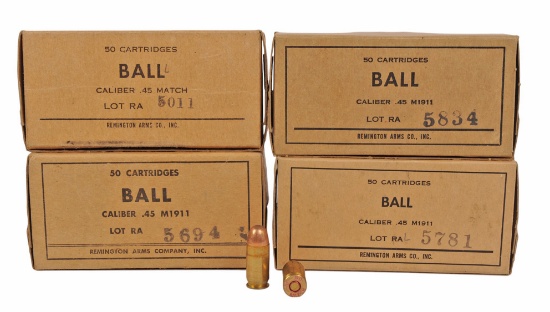 50 CARTRIDGES
BALL
CALIBER .45 MATCH
LOT RA 5011
REMINGTON ARMS CO., INC.
50 CARTRIDGES
BALL
CALIBER .45 M1911
LOT RA 5834
REMINGTON ARMS CO., INC.
50 CARTRIDGES
BALL
CALIBER .45 M1911
LOT RA 5694
REMINGTON ARMS COMPANY, INC.
50 CARTRIDGES
BALL
CALIBER .45 M1911
LOT RA 5781
REMINGTON ARMS CO., INC.